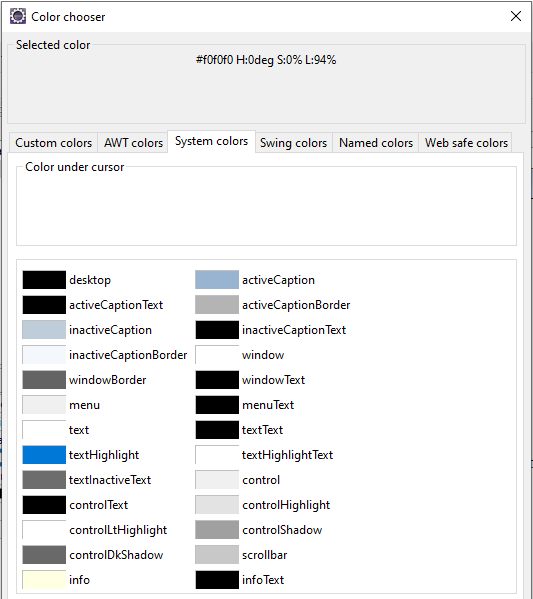 Color chooser
Selected color
#f0f0f0 H:0deg S:0% L:94%
Custom colors AWT colors System colors Swing colors Named colors Web safe colors
Color under cursor
desktop activeCaption
activeCaptionText activeCaptionBorder
inactiveCaption inactiveCaptionText
inactiveCaptionBorder window
windowBorder windowText
menu menuText
text textText
textHighlight textHighlightText
textInactiveText control
controlText controlHighlight
controlLtHighlight controlShadow
controlDkShadow scrollbar
info infoText